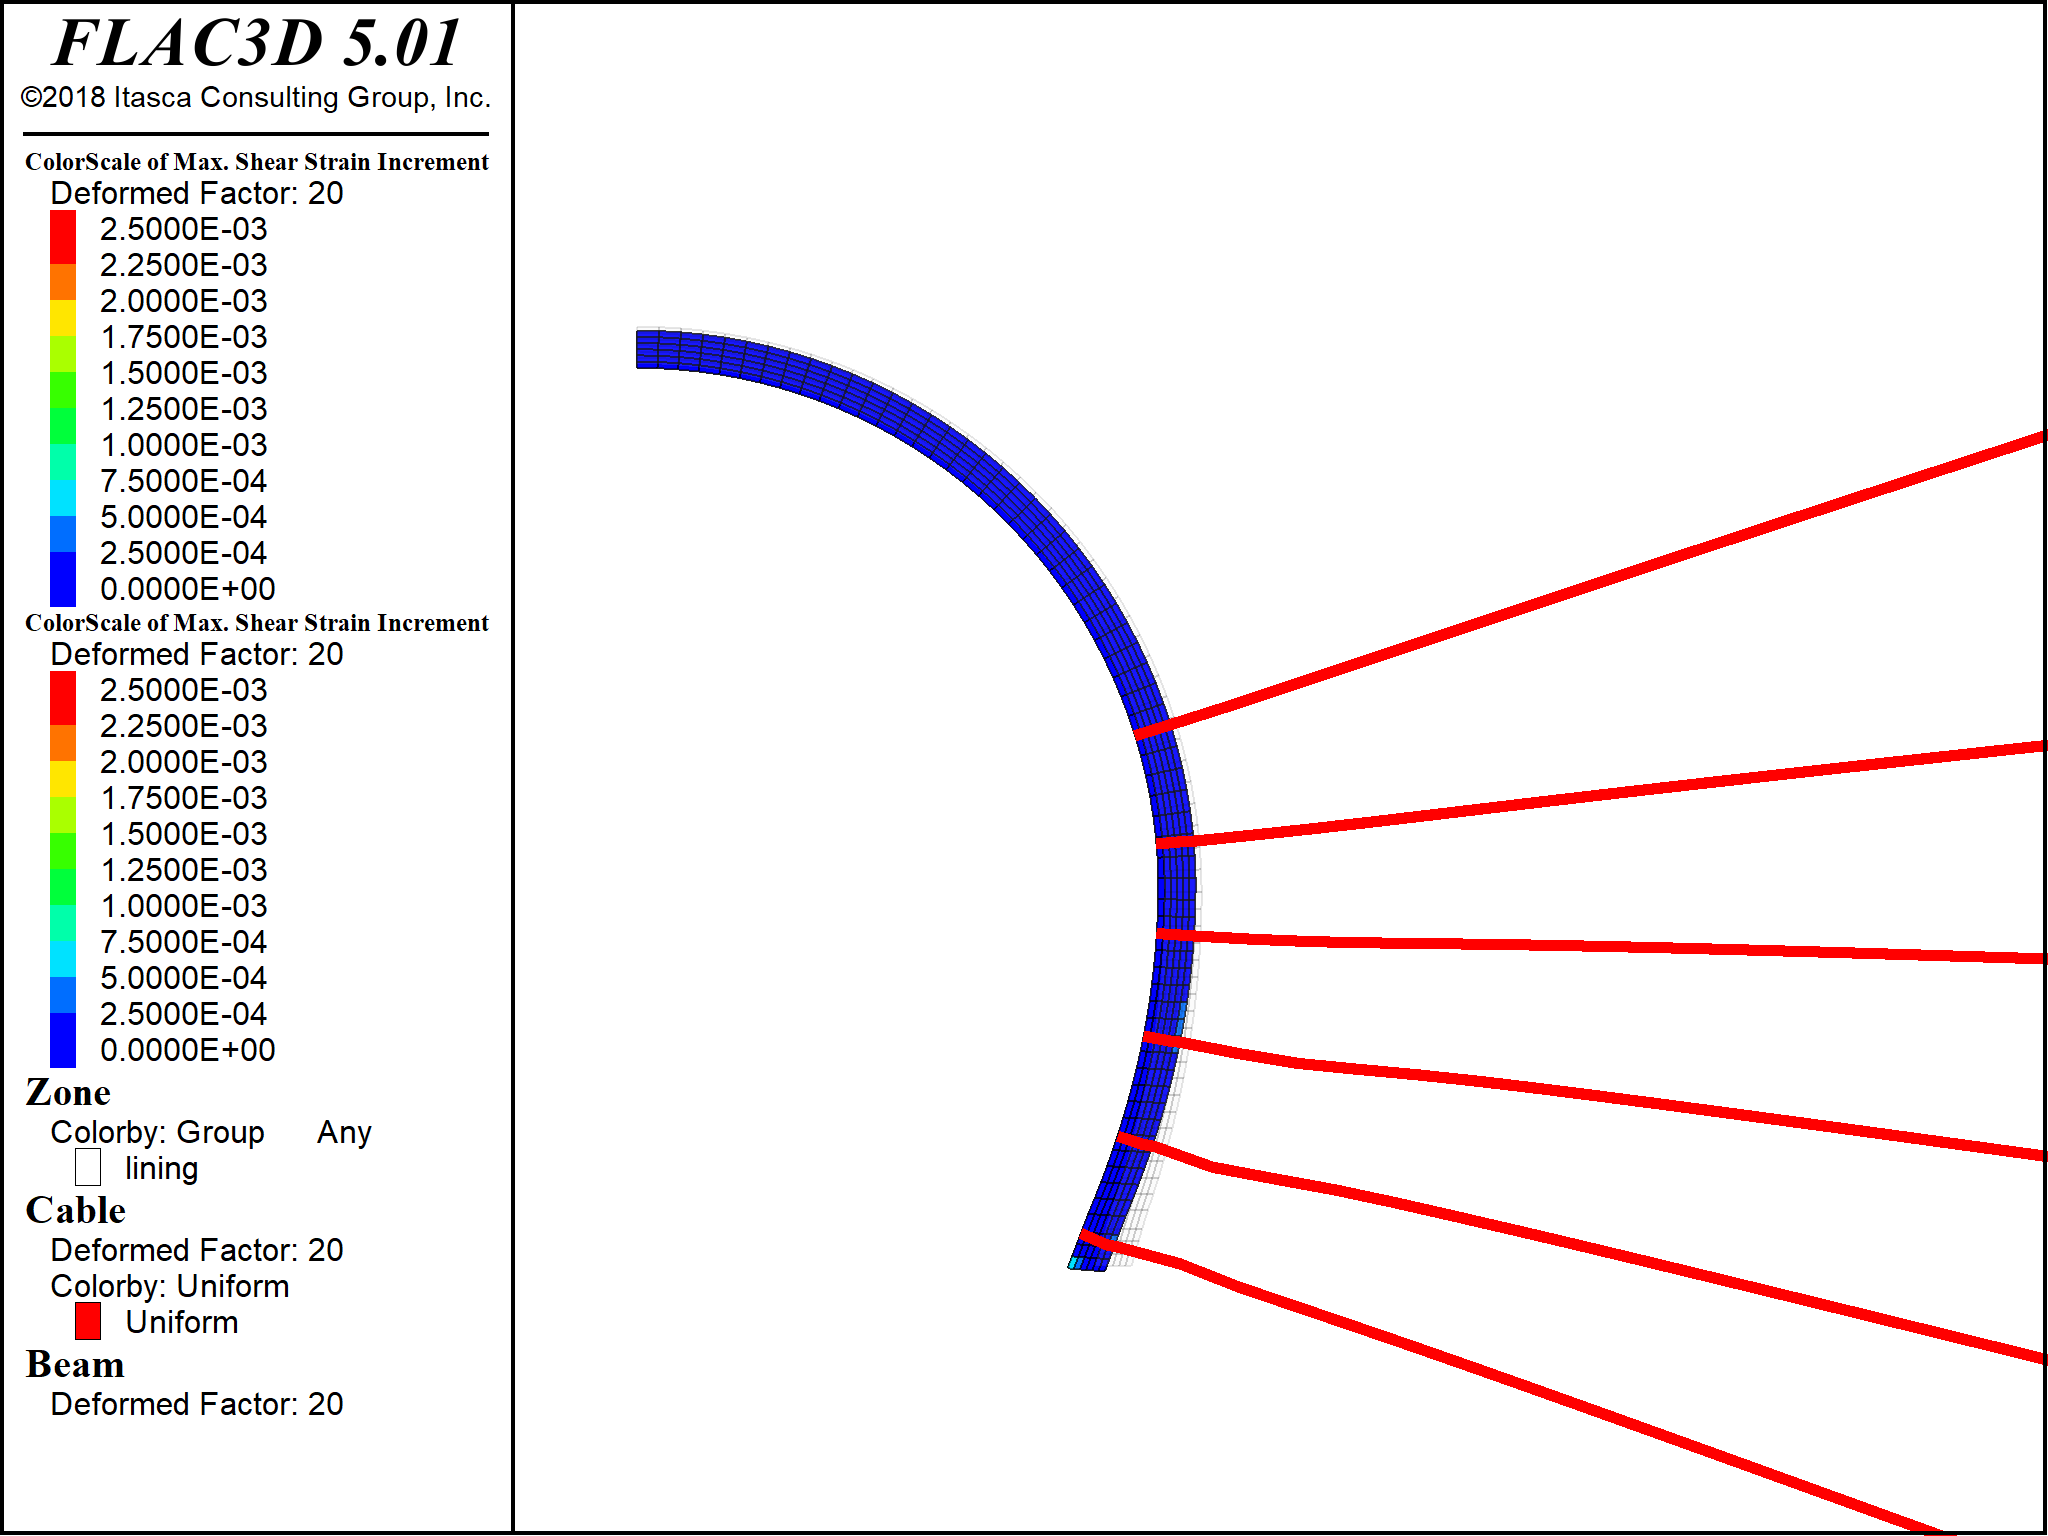 FLAC3D 5.01
©2018 Itasca Consulting Group, Inc.
ColorScale of Max. Shear Strain Increment
Deformed Factor: 20
2.5000E-03
2.2500E-03
2.0000E-03
1.7500E-03
1.5000E-03
1.2500E-03
1.0000E-03
7.5000E-04
5.0000E-04
2.5000E-04
0.0000E+00
ColorScale of Max. Shear Strain Increment
Deformed Factor: 20
2.5000E-03
2.2500E-03
2.0000E-03
1.7500E-03
1.5000E-03
1.2500E-03
1.0000E-03
7.5000E-04
5.0000E-04
2.5000E-04
0.0000E+00
Zone
Colorby: Group Any
lining
Cable
Deformed Factor: 20
Colorby: Uniform
Uniform
Beam
Deformed Factor: 20